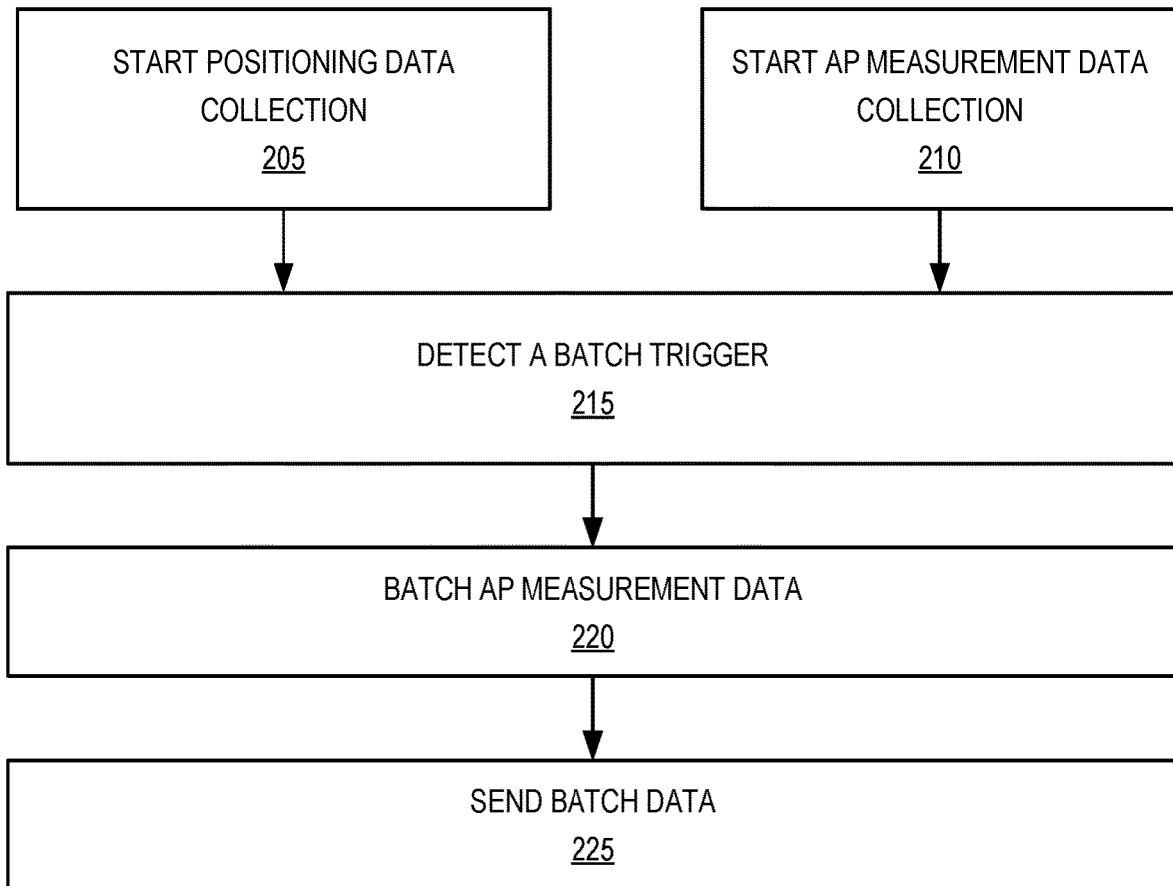 START POSITIONING DATA
COLLECTION
205
START AP MEASUREMENT DATA
COLLECTION
210
DETECT A BATCH TRIGGER
215
BATCH AP MEASUREMENT DATA
220
SEND BATCH DATA
225